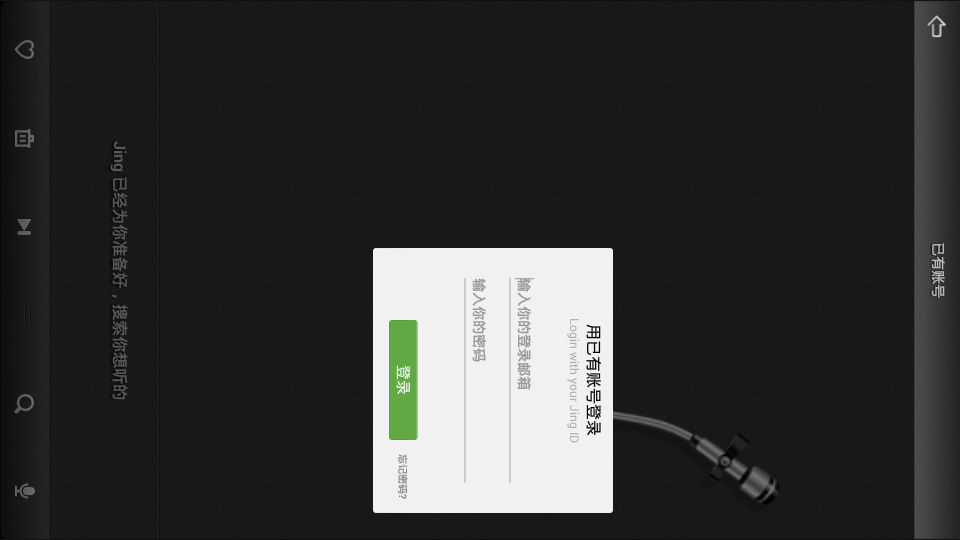 已有账号
用已有账号登录
Login with your Jing ID
输入你的登录邮箱
输入你的密码
登录
忘记密码?
Jing 已经为你准备好，搜索你想听的